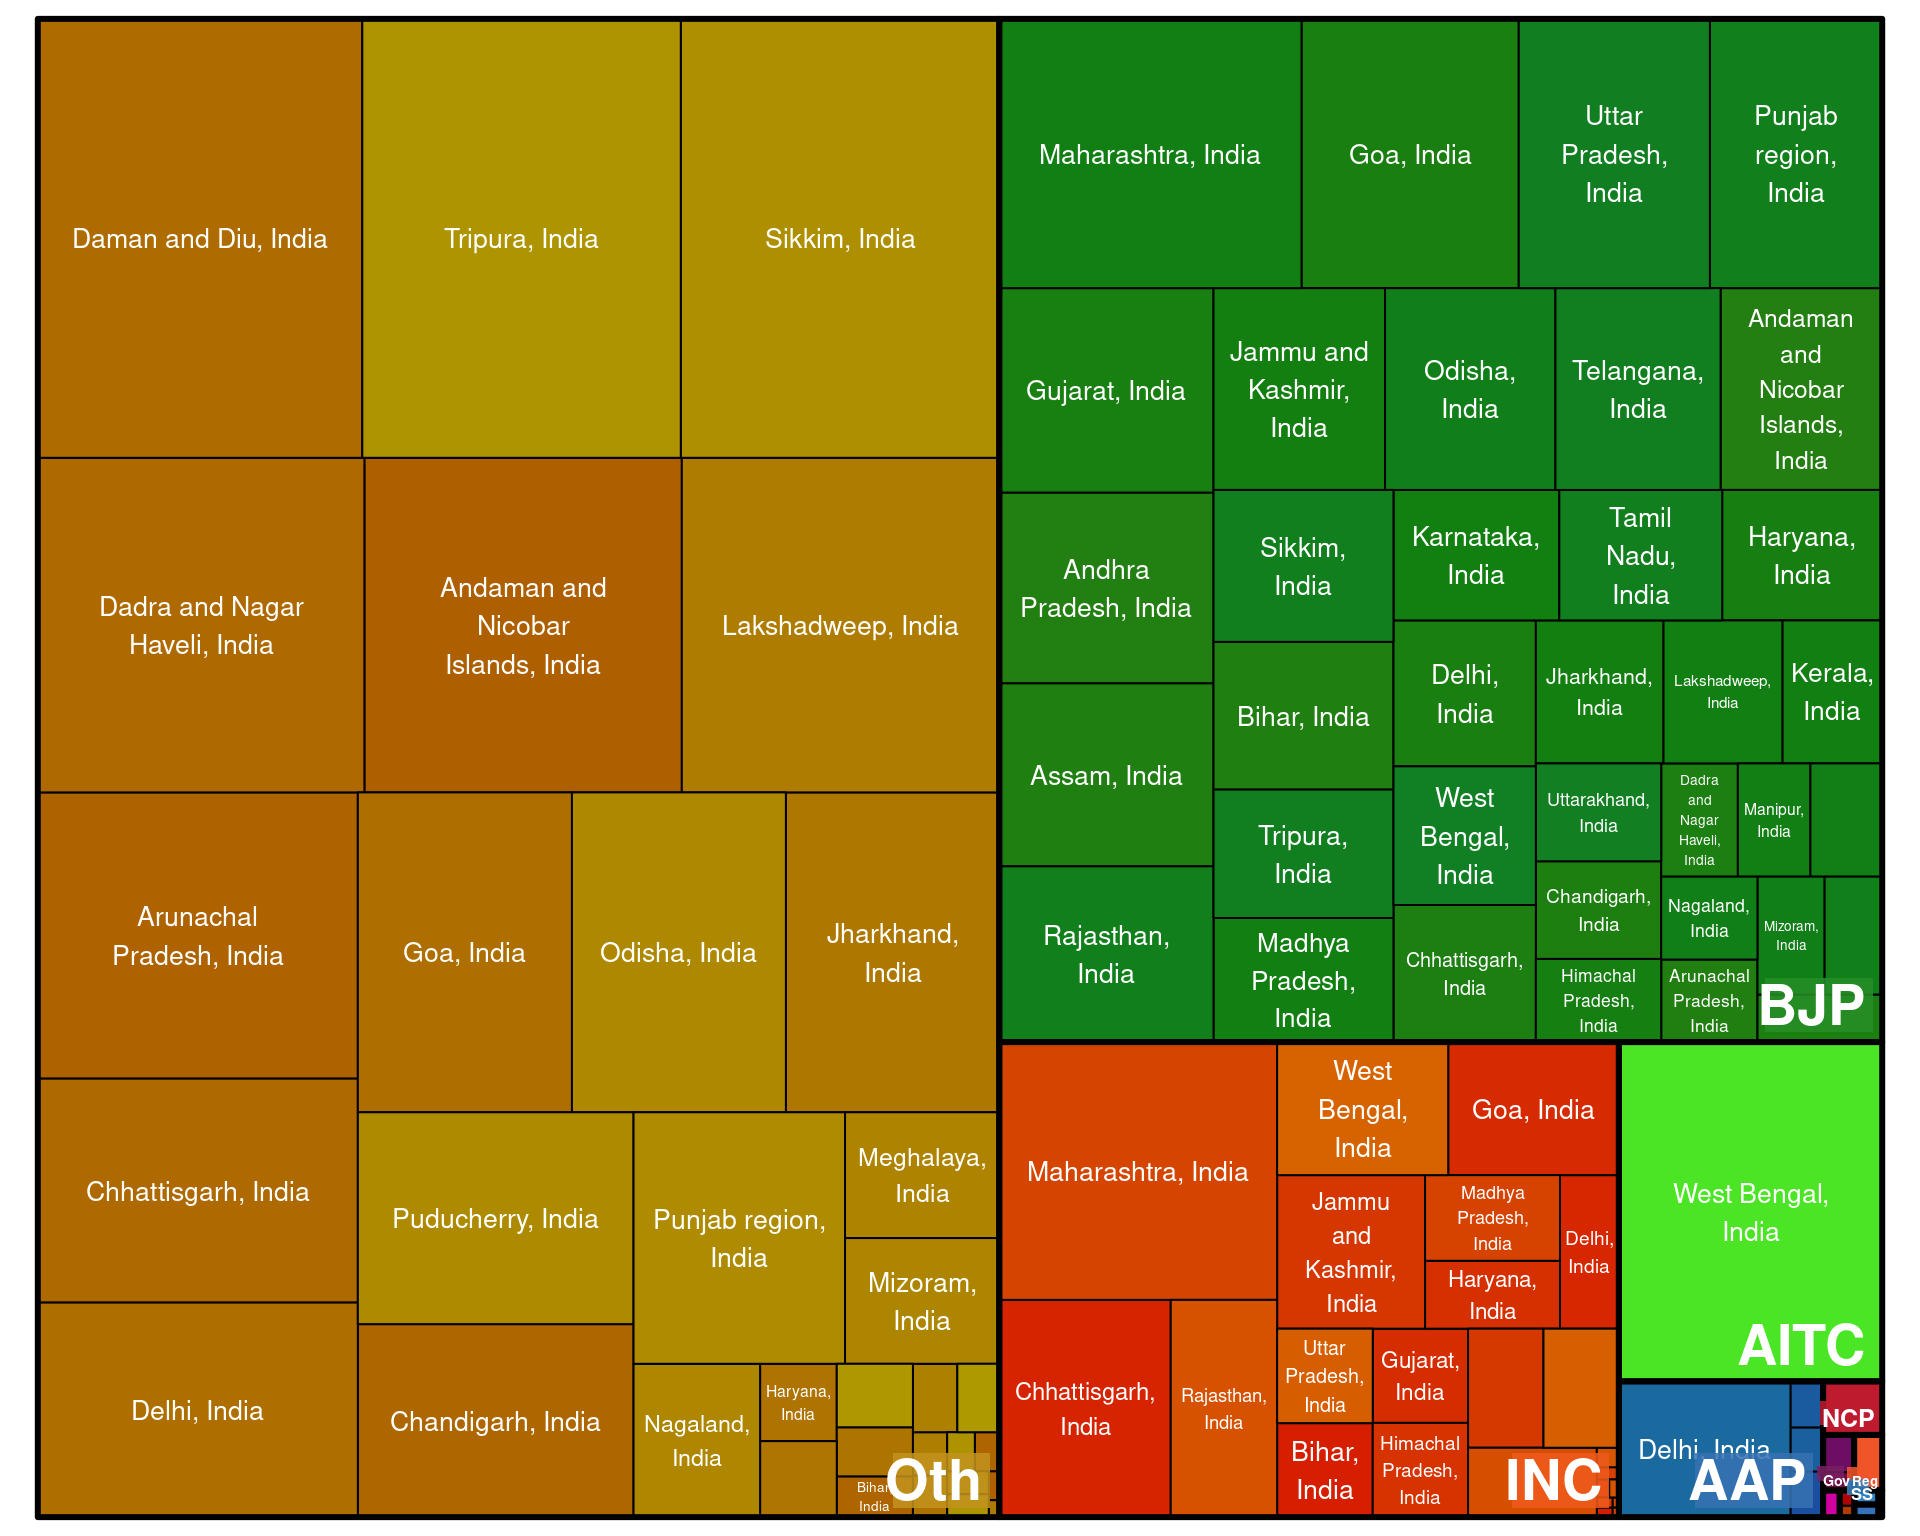 Daman and Diu, India
Tripura, India
Sikkim, India
Dadra and Nagar
Haveli, India
Andaman and
Nicobar
Islands, India
Lakshadweep, India
Arunachal
Pradesh, India
Goa, India
Odisha, India
Jharkhand,
India
Chhattisgarh, India
Puducherry, India
Punjab region,
India
Meghalaya,
India
Mizoram,
India
Delhi, India
Chandigarh, India
Nagaland,
India
Haryana,
India
Bihar
India
Oth
Maharashtra, India
Goa, India
Uttar
Pradesh,
India
Punjab
region,
India
Gujarat, India
Jammu and
Kashmir,
India
Odisha,
India
Telangana,
India
Andaman
and
Nicobar
Islands,
India
Andhra
Pradesh, India
Sikkim,
India
Karnataka,
India
Tamil
Nadu,
India
Haryana,
India
Assam, India
Bihar, India
Delhi,
India
Jharkhand,
India
Lakshadweep,
India
Kerala,
India
Rajasthan,
India
Tripura,
India
West
Bengal,
India
Uttarakhand,
India
Dadra
and
Nagar
Haveli,
India
Manipur,
India
Madhya
Pradesh,
India
Chhattisgarh,
India
Chandigarh,
India
Nagaland,
India
Mizoram,
India
Himachal
Pradesh,
India
Arunachal
Pradesh,
India
BJP
Maharashtra, India
West
Bengal,
India
Goa, India
Jammu
and
Kashmir,
India
Madhya
Pradesh,
India
Delhi,
India
Haryana,
India
Chhattisgarh,
India
Rajasthan,
India
Uttar
Pradesh,
India
Gujarat,
India
Bihar,
India
Himachal
Pradesh,
India
INC
West Bengal,
India
AITC
Delhi, India
AAP
NCP
Gov
Reg
SS